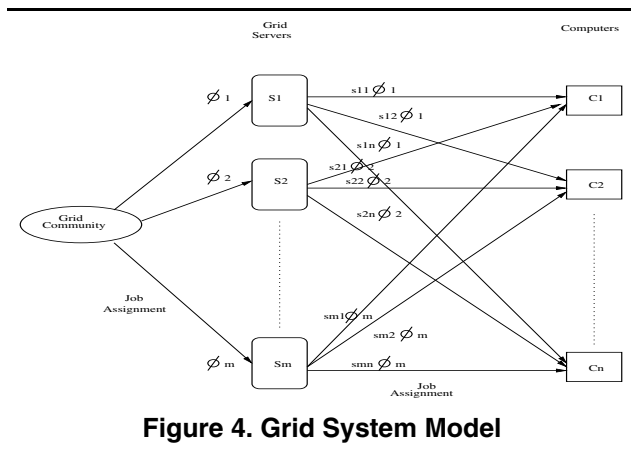 Grid
Servers
Computers
ϕ 1
S1
s11 ϕ 1
C1
s12 ϕ 1
s1n ϕ 1
ϕ 2
S2
s21 ϕ 2
s22 ϕ 2
C2
s2n ϕ 2
Grid
Community
Job
Assignment
sm1 ϕ m
sm2 ϕ m
ϕ m
Sm
smn ϕ m
Cn
Job
Assignment
Figure 4. Grid System Model